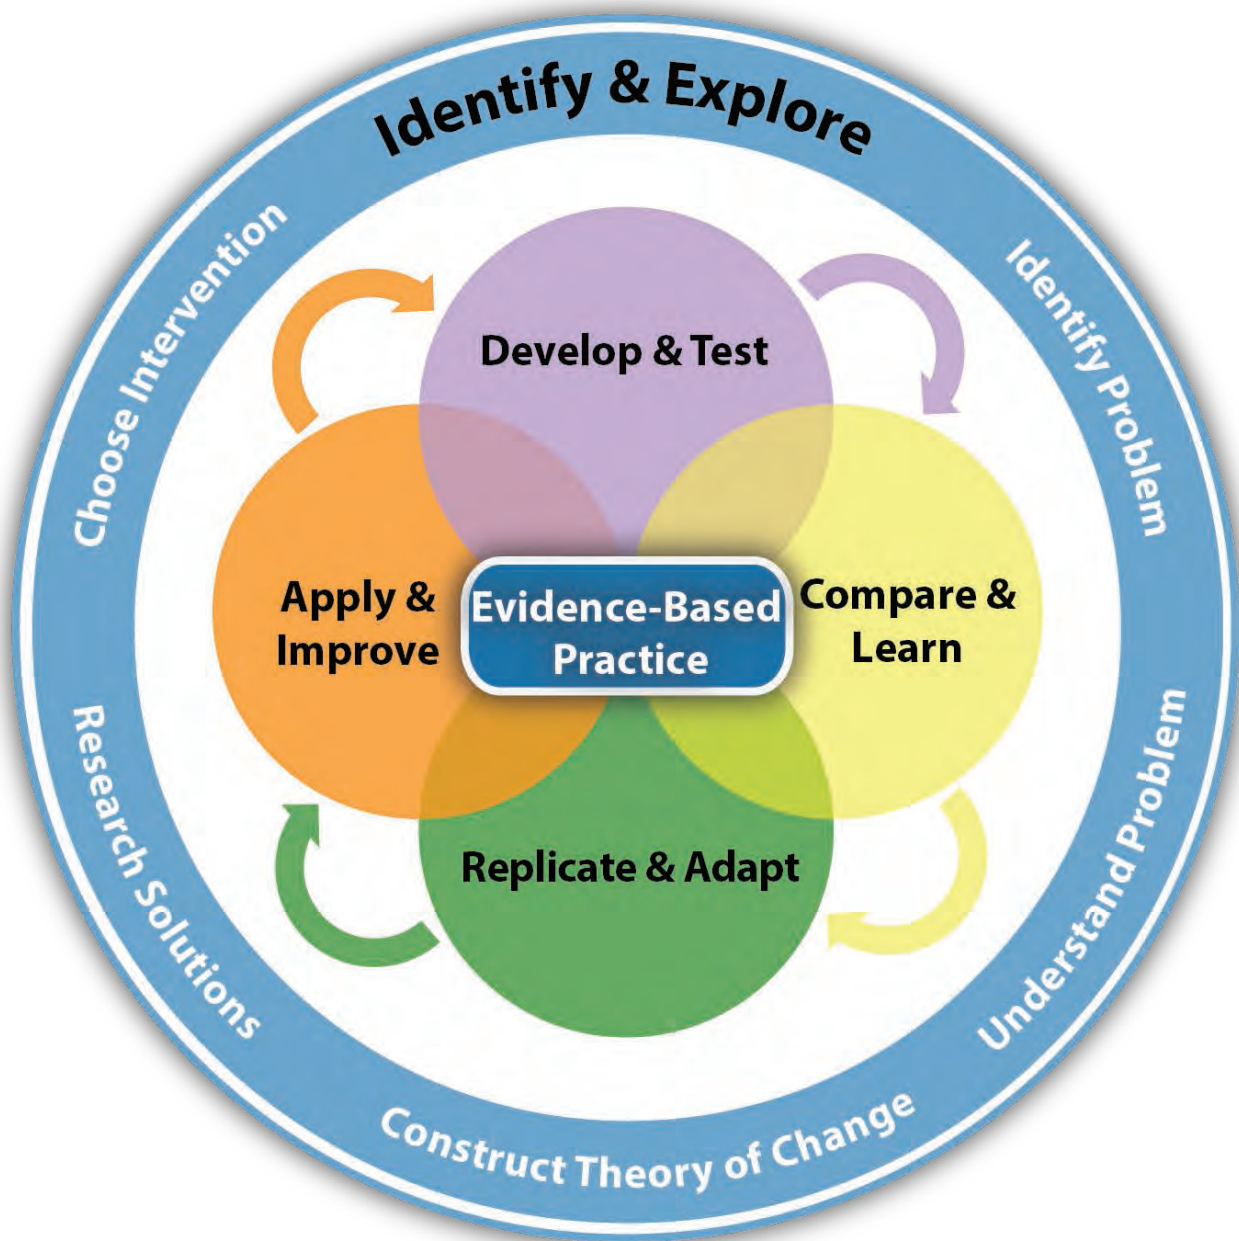 Identify & Explore
Identify Problem
Understand Problem
Construct Theory of Change
Research Solutions
Choose Intervention
Develop & Test
Compare &
Learn
Replicate & Adapt
Apply &
Improve
Evidence-Based
Practice